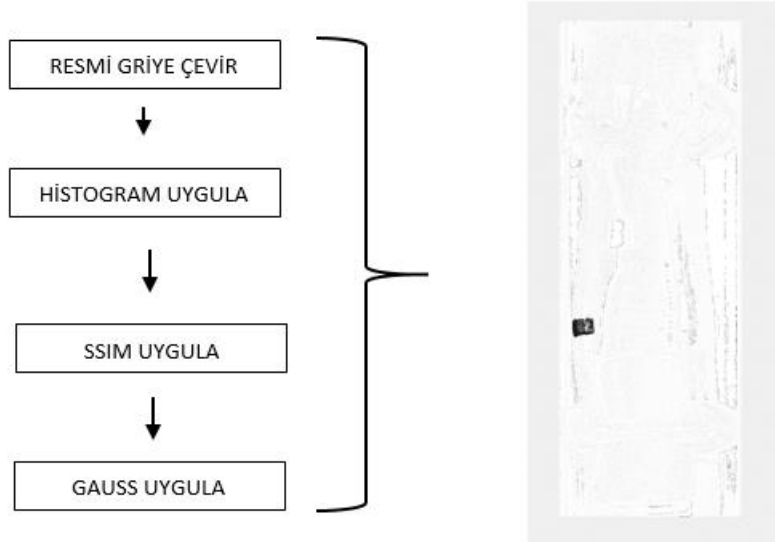 RESMİ GRİYE ÇEVİR
HİSTOGRAM UYGULA
SSIM UYGULA
GAUSS UYGULA